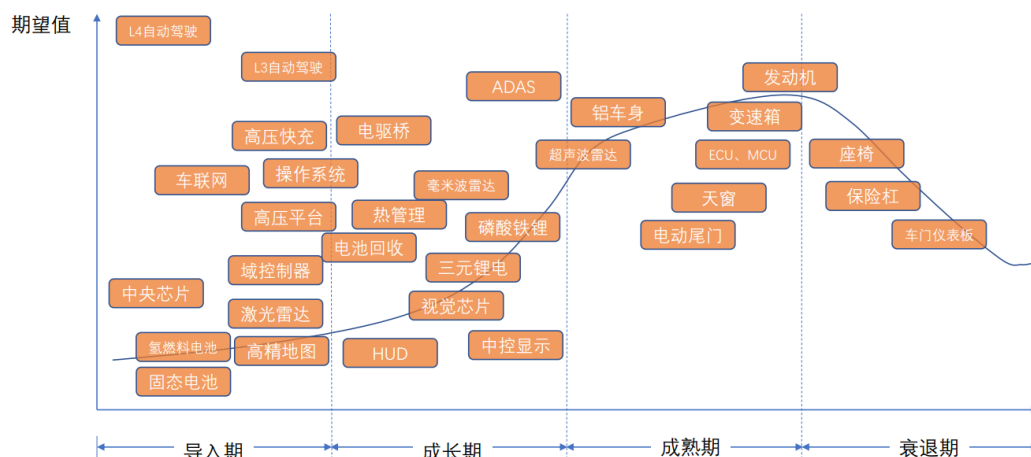 期望值
L4自动驾驶
L3自动驾驶
高压快充
车联网
操作系统
高压平台
域控制器
中央芯片
激光雷达
氢燃料电池
高精地图
固态电池
ADAS
电驱桥
毫米波雷达
热管理
磷酸铁锂
电池回收
三元锂电
视觉芯片
HUD
中控显示
发动机
铝车身
变速箱
超声波雷达
ECU、MCU
天窗
电动尾门
座椅
保险杠
车门仪表板
导入期
成长期
成熟期
衰退期